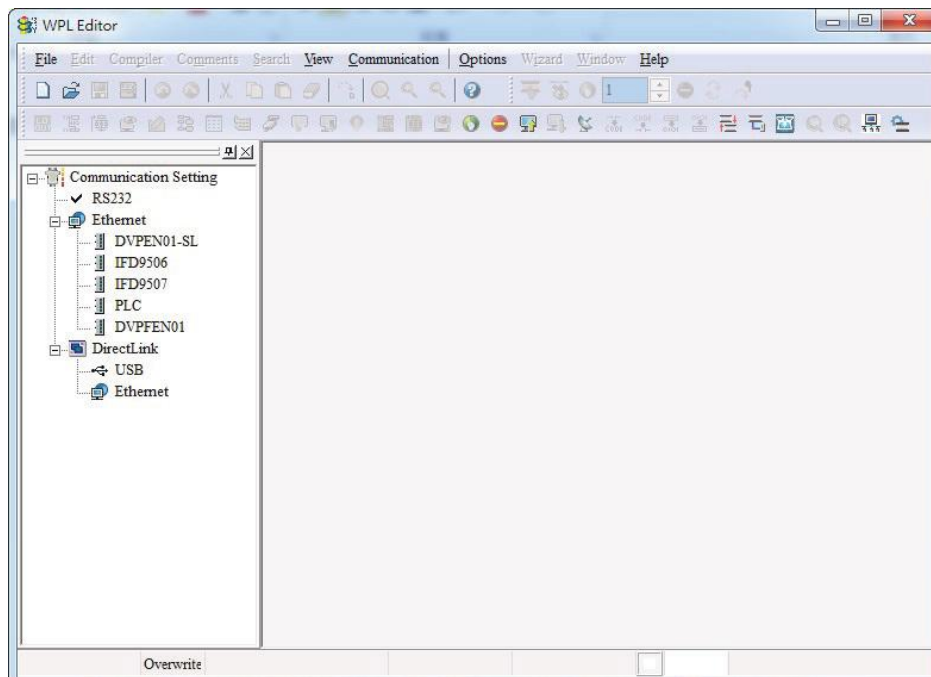 WPL Editor
File Edit Compiler Comments Search View Communication Options Wizard Window Help
1
Communication Setting
RS232
Ethernet
DVPEN01-SL
IFD9506
IFD9507
PLC
DVPFEN01
DirectLink
USB
Ethernet
Overwrite